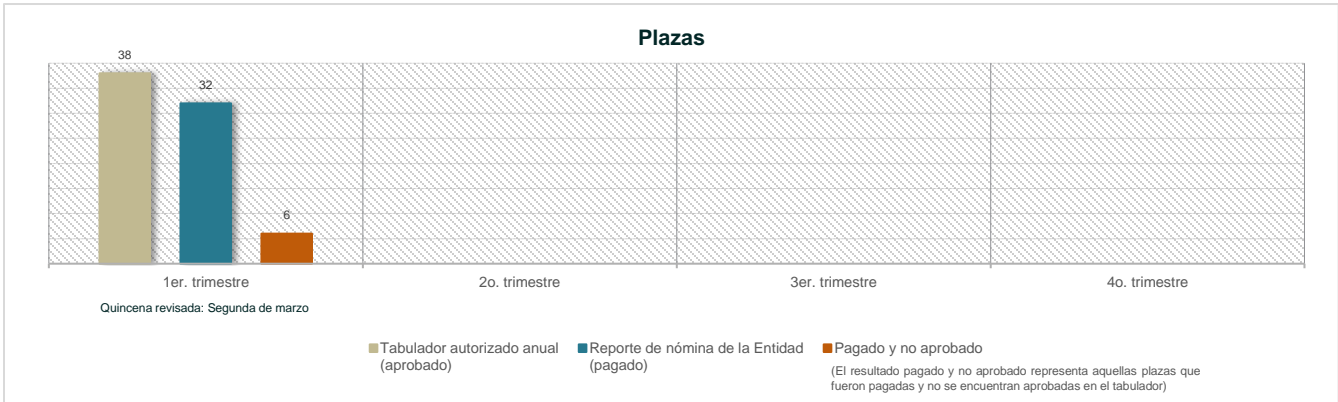 Plazas
38
32
6
1er. trimestre
2o. trimestre
3er. trimestre
4o. trimestre
Quincena revisada: Segunda de marzo
Tabulador autorizado anual
(aprobado)
Reporte de nómina de la Entidad
(pagado)
Pagado y no aprobado
(El resultado pagado y no aprobado representa aquellas plazas que
fueron pagadas y no se encuentran aprobadas en el tabulador)